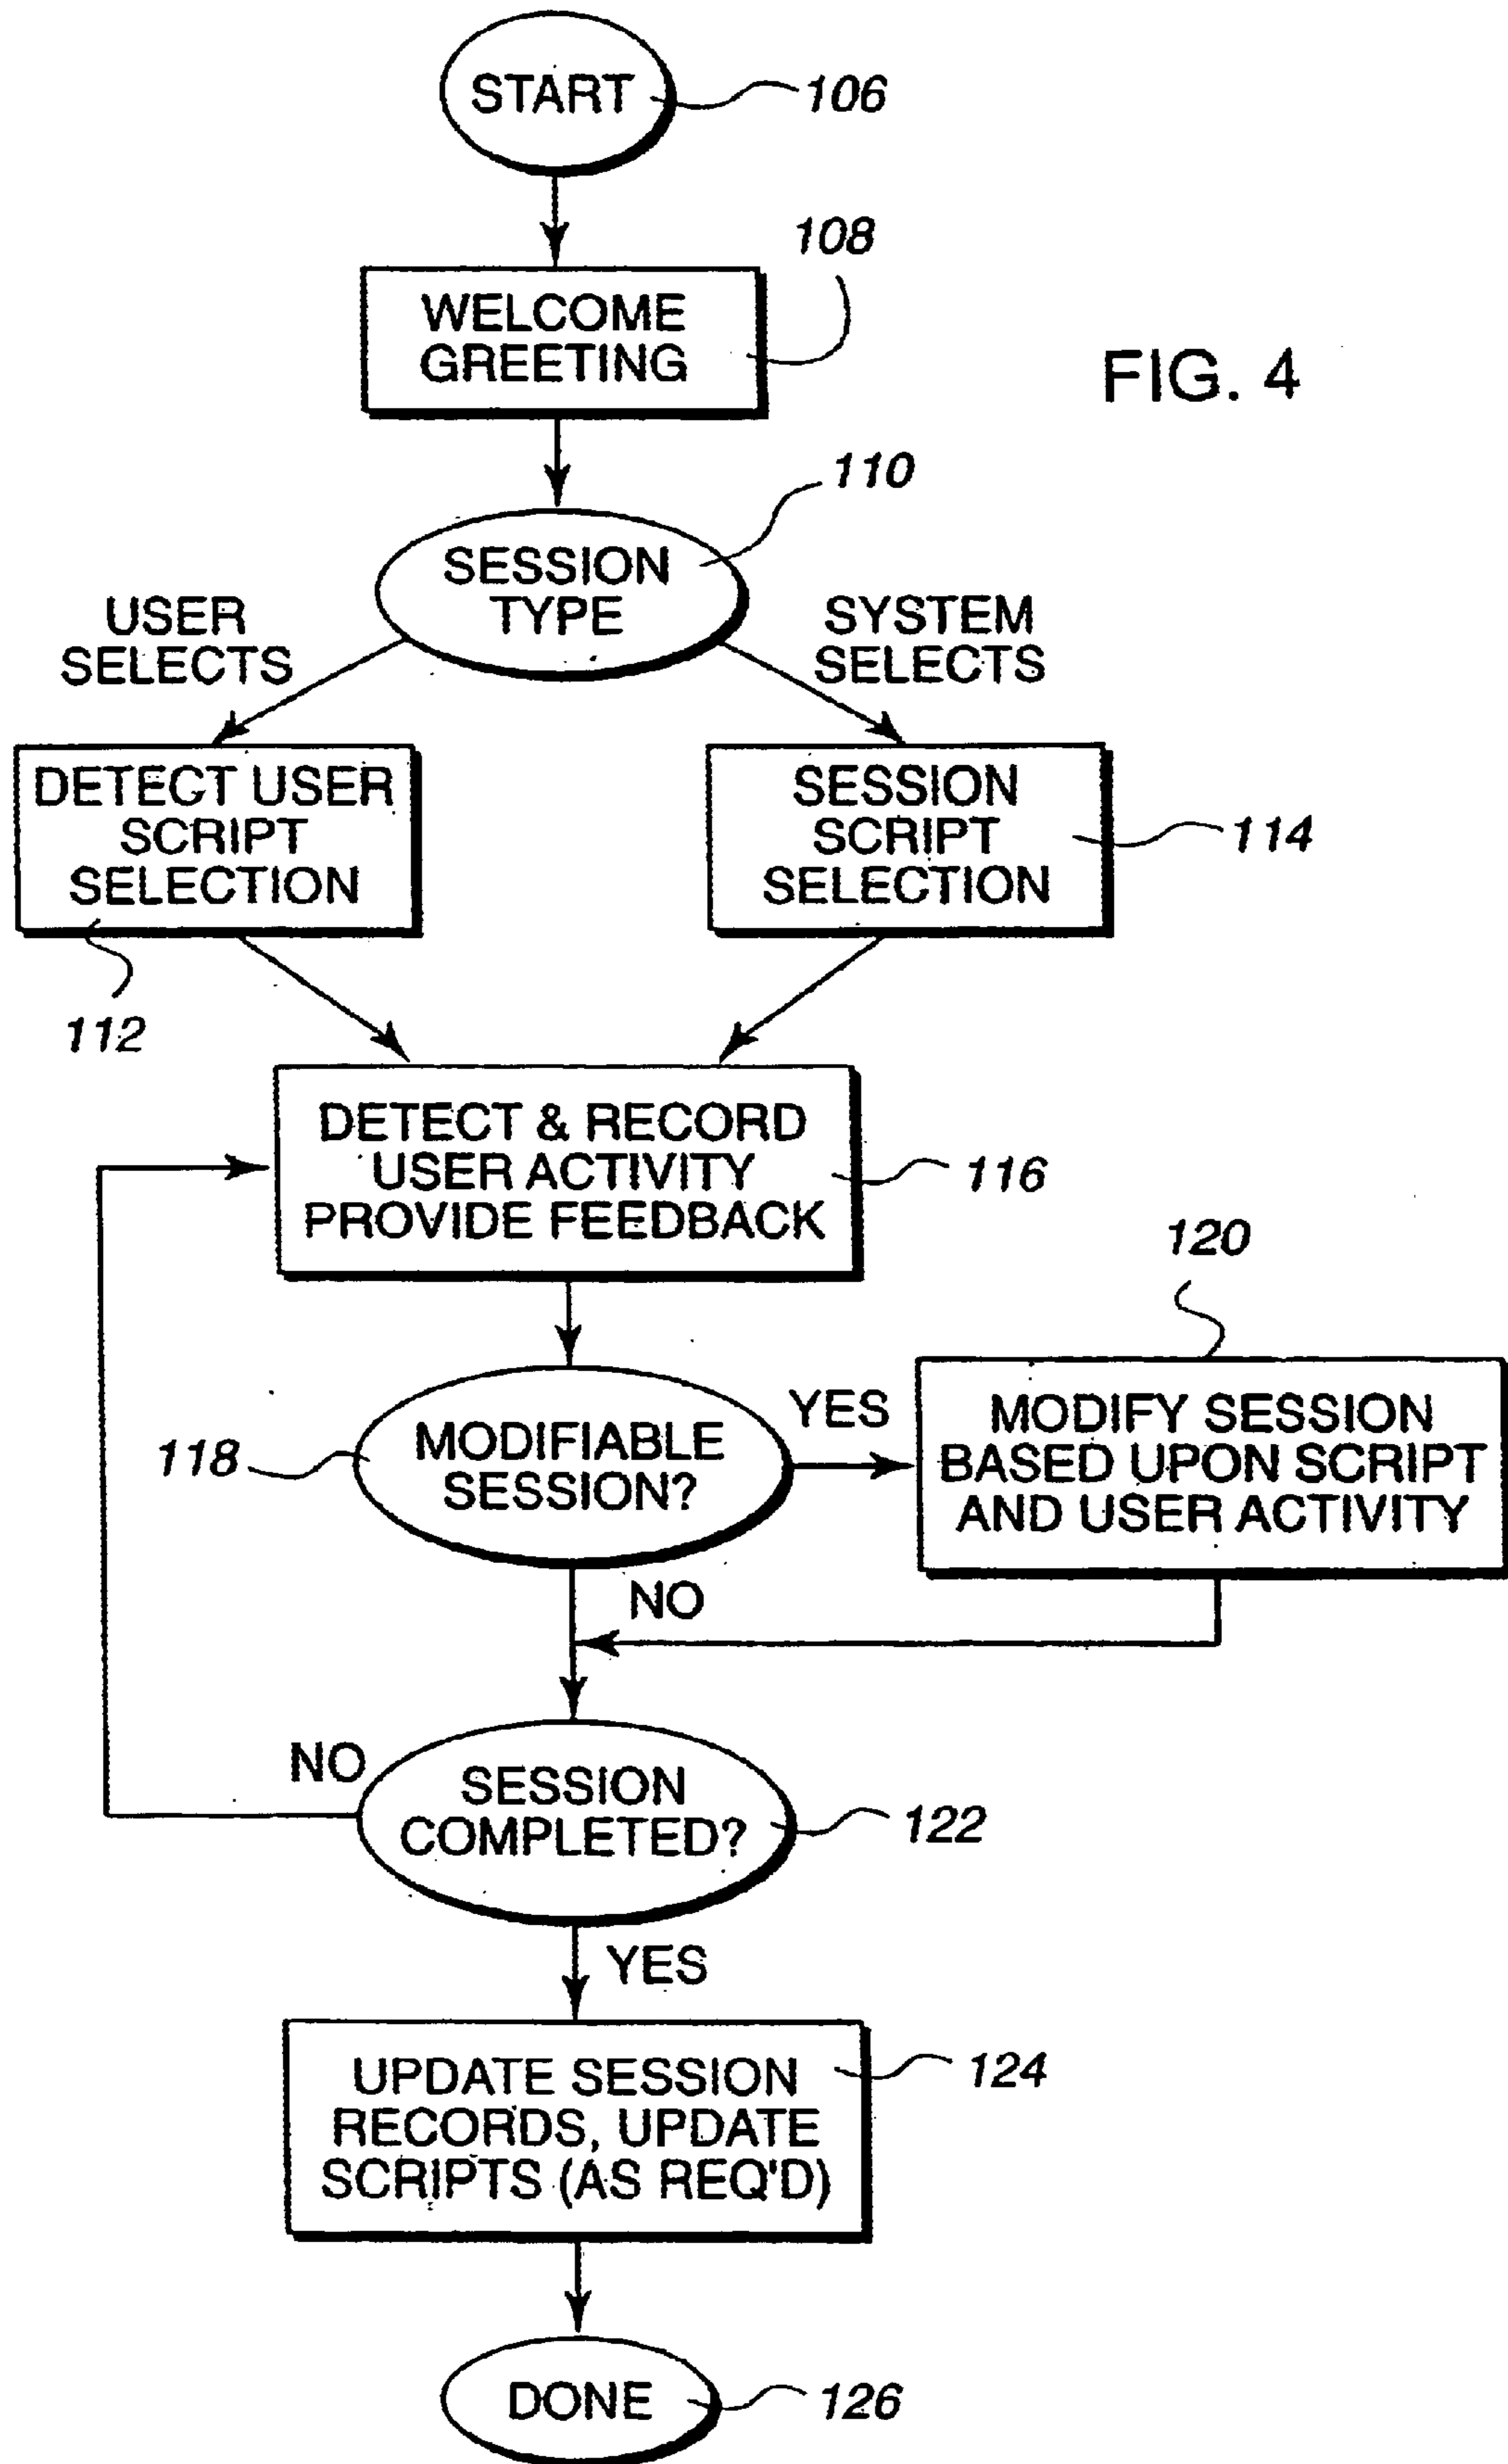 START
106
108
WELCOME
GREETING
FIG. 4
110
SESSION
TYPE
USER
SELECTS
SYSTEM
SELECTS
DETECT USER
SCRIPT
SELECTION
SESSION
SCRIPT
SELECTION
114
112
DETECT & RECORD
USER ACTIVITY
PROVIDE FEEDBACK
116
120
118
MODIFIABLE
SESSION?
YES
MODIFY SESSION
BASED UPON SCRIPT
AND USER ACTIVITY
NO
NO
SESSION
COMPLETED?
122
YES
UPDATE SESSION
RECORDS, UPDATE
SCRIPTS (AS REQ'D)
124
DONE
126